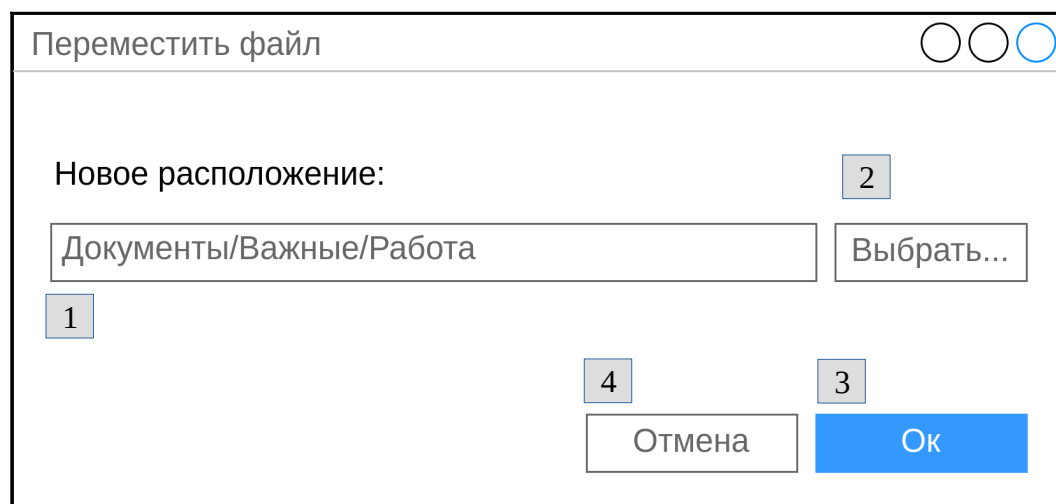 Переместить файл
Новое расположение:
2
Документы/Важные/Работа
Выбрать...
1
4
3
Отмена
Ок